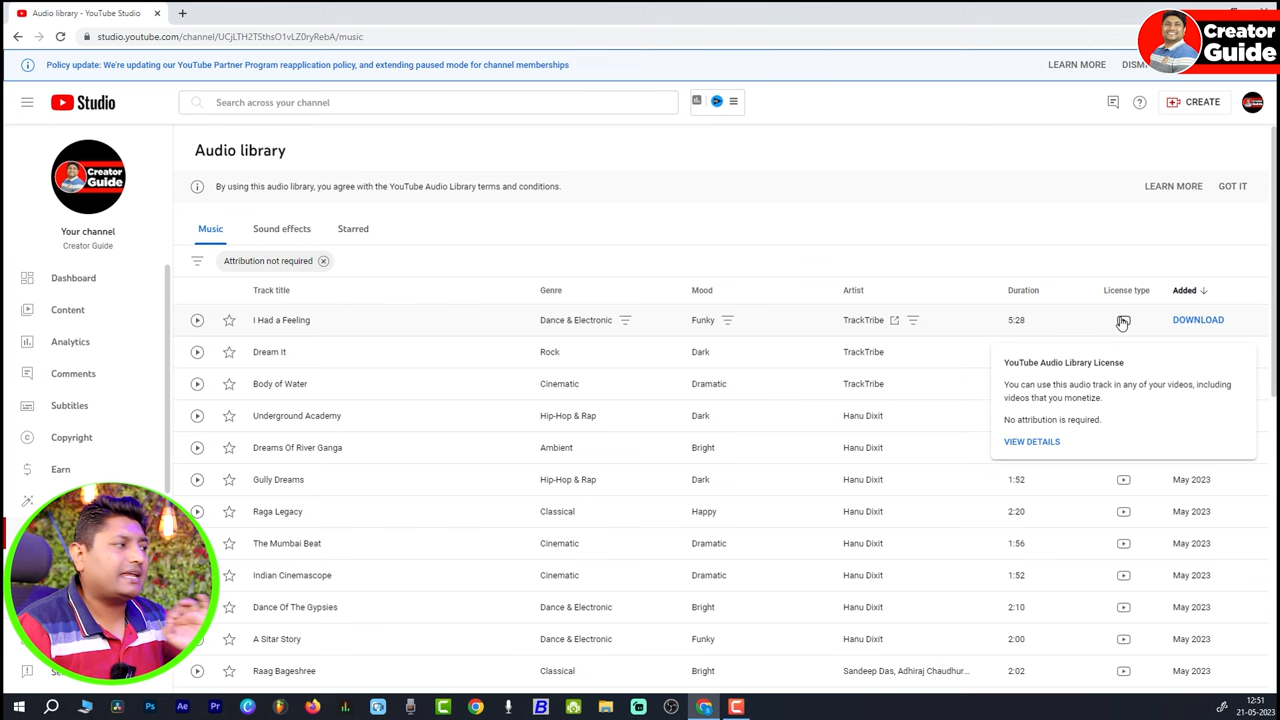 Audio library - YouTube Studio
Creator Guide
studio.youtube.com/channel/UCjLTH2TSthsO1vLZ0ryRebA/music
Policy update: We're updating our YouTube Partner Program reapplication policy, and extending paused mode for channel memberships
LEARN MORE
Studio
Search across your channel
CREATE
Creator Guide
Your channel
Creator Guide
Dashboard
Content
Analytics
Comments
Subtitles
Copyright
Earn
Audio library
By using this audio library, you agree with the YouTube Audio Library terms and conditions.
LEARN MORE GOT IT
Music Sound effects Starred
Attribution not required
Track title Genre Mood Artist Duration License type Added
I Had a Feeling Dance & Electronic Funky TrackTribe 5:28 DOWNLOAD
Dream It Rock Dark TrackTribe
Body of Water Cinematic Dramatic TrackTribe
Underground Academy Hip-Hop & Rap Dark Hanu Dixit
Dreams Of River Ganga Ambient Bright Hanu Dixit
YouTube Audio Library License
You can use this audio track in any of your videos, including
videos that you monetize.
No attribution is required.
VIEW DETAILS
Gully Dreams Hip-Hop & Rap Dark Hanu Dixit 1:52 May 2023
Raga Legacy Classical Happy Hanu Dixit 2:20 May 2023
The Mumbai Beat Cinematic Dramatic Hanu Dixit 1:56 May 2023
Indian Cinemascope Cinematic Dramatic Hanu Dixit 1:52 May 2023
Dance Of The Gypsies Dance & Electronic Bright Hanu Dixit 2:10 May 2023
A Sitar Story Dance & Electronic Funky Hanu Dixit 2:00 May 2023
Raag Bageshree Classical Bright Sandeep Das, Adhiraj Chaudhur... 2:02 May 2023
12:51
21-05-2023